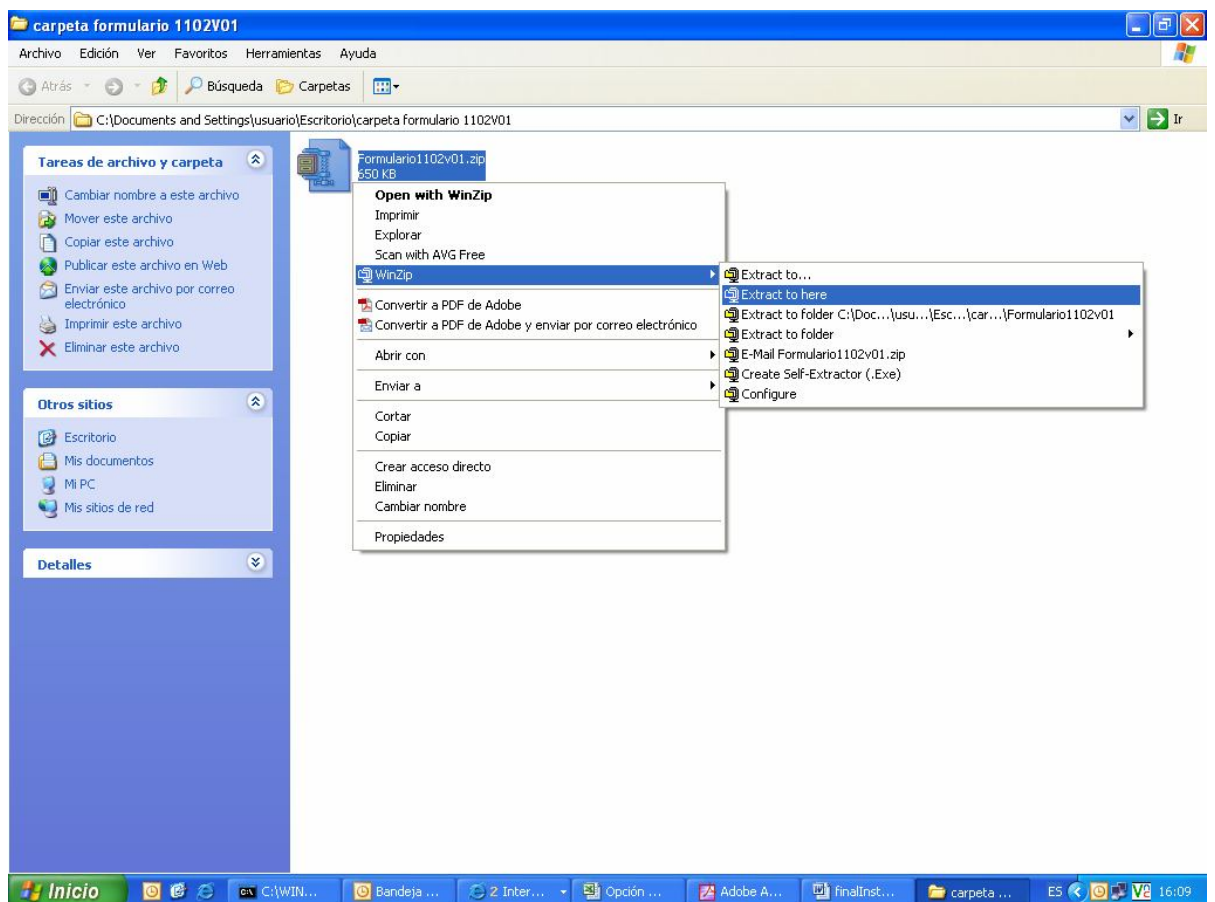 carpeta formulario 1102V01
Archivo Edición Ver Favoritos Herramientas Ayuda
Atrás Búsqueda Carpetas
Dirección C:\Documents and Settings\usuario\Escritorio\carpeta formulario 1102V01 Ir
Tareas de archivo y carpeta
Cambiar nombre a este archivo
Mover este archivo
Copiar este archivo
Publicar este archivo en Web
Enviar este archivo por correo
electrónico
Imprimir este archivo
Eliminar este archivo
Otros sitios
Escritorio
Mis documentos
Mi PC
Mis sitios de red
Detalles
Formulario1102v01.zip
650 KB
Open with WinZip
Imprimir
Explorar
Scan with AVG Free
WinZip
Convertir a PDF de Adobe
Convertir a PDF de Adobe y enviar por correo electrónico
Abrir con
Enviar a
Cortar
Copiar
Crear acceso directo
Eliminar
Cambiar nombre
Propiedades
Extract to...
Extract to here
Extract to folder C:\Doc...\usu...\Esc...\car...\Formulario1102v01
Extract to folder
E-Mail Formulario1102v01.zip
Create Self-Extractor (.Exe)
Configure
Inicio C:\WIN... Bandeja ... 2 Inter... Opción ... Adobe A... finalInst... carpeta ... ES 16:09